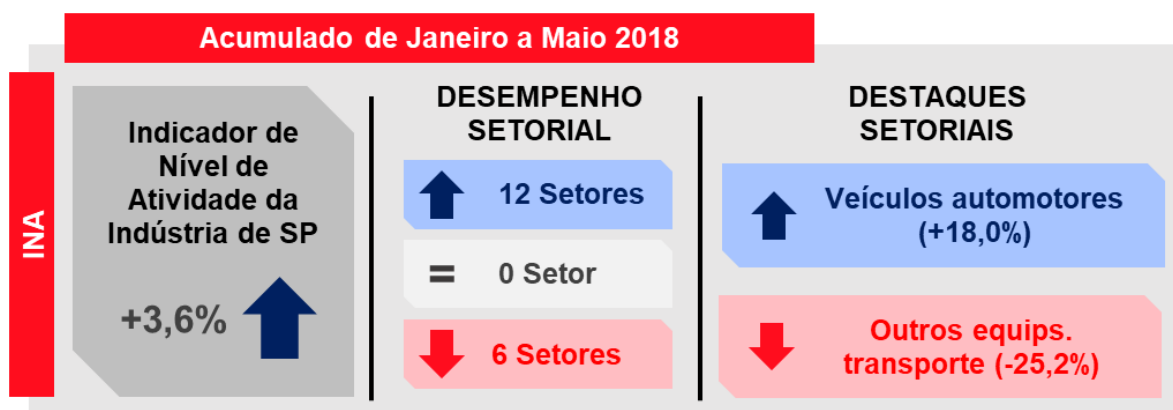 Acumulado de Janeiro a Maio 2018
INA
Indicador de
Nível de
Atividade da
Indústria de SP
+3,6%
DESEMPENHO
SETORIAL
12 Setores
= 0 Setor
6 Setores
DESTAQUES
SETORIAIS
Veículos automotores
(+18,0%)
Outros equips.
transporte (-25,2%)